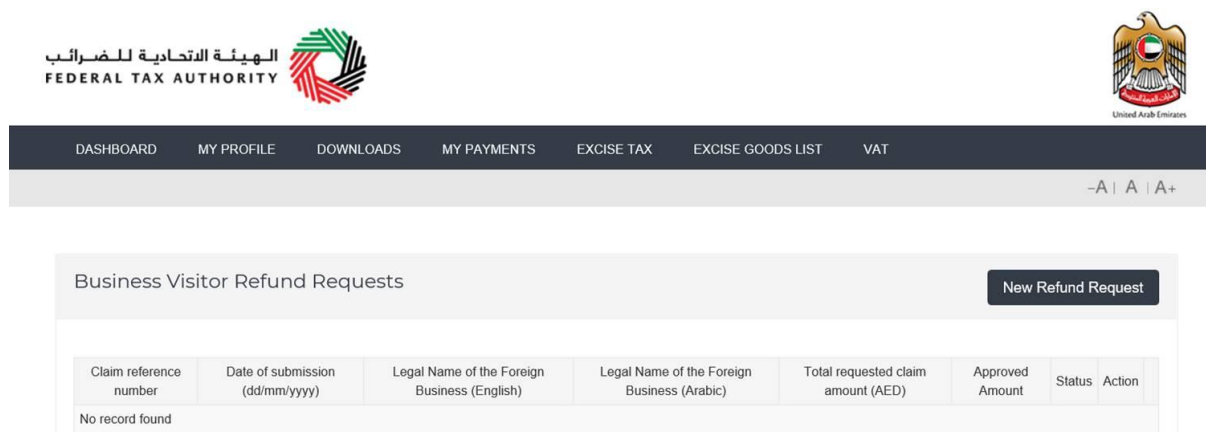 الهيئة الاتحادية للضرائب
FEDERAL TAX AUTHORITY
United Arab Emirates
DASHBOARD MY PROFILE DOWNLOADS MY PAYMENTS EXCISE TAX EXCISE GOODS LIST VAT
-A | A | A+
Business Visitor Refund Requests
New Refund Request
Claim reference number
Date of submission (dd/mm/yyyy)
Legal Name of the Foreign Business (English)
Legal Name of the Foreign Business (Arabic)
Total requested claim amount (AED)
Approved Amount
Status
Action
No record found